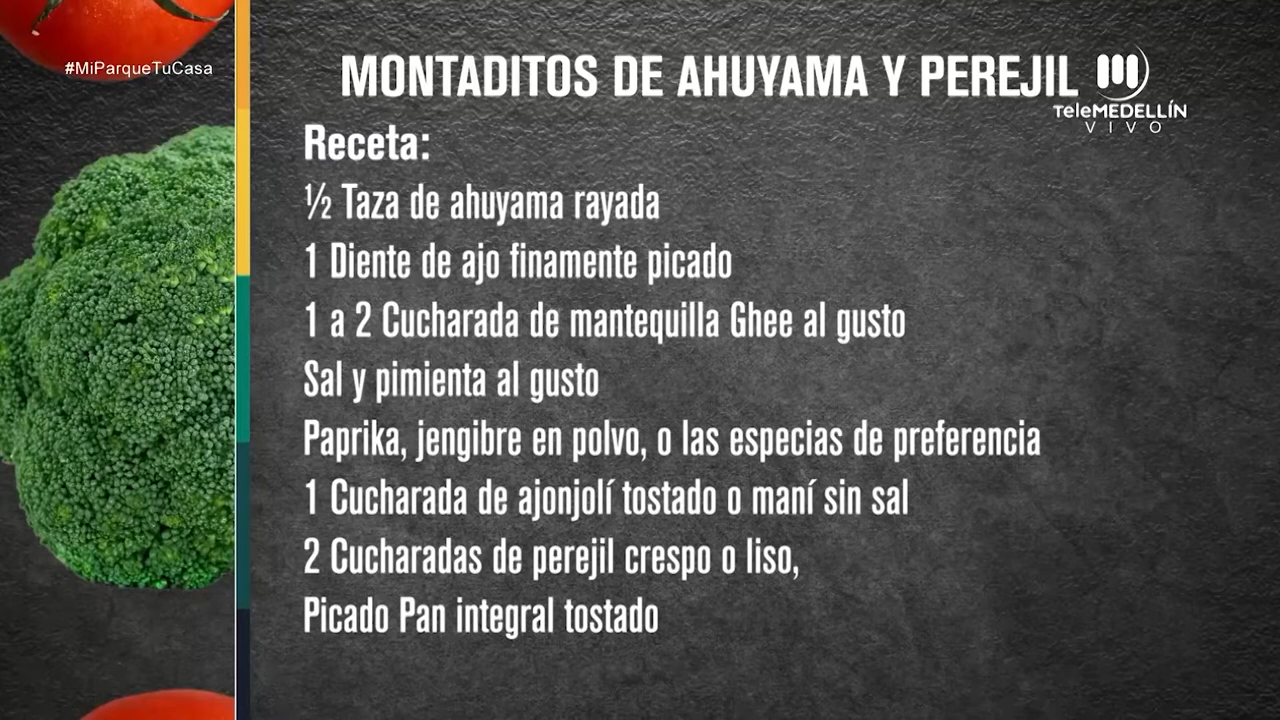 #MiParqueTuCasa
MONTADITOS DE AHUYAMA Y PEREJIL
TeleMEDELLÍN
VIVO
Receta:
½ Taza de ahuyama rayada
1 Diente de ajo finamente picado
1 a 2 Cucharada de mantequilla Ghee al gusto
Sal y pimienta al gusto
Paprika, jengibre en polvo, o las especias de preferencia
1 Cucharada de ajonjolí tostado o maní sin sal
2 Cucharadas de perejil crespo o liso,
Picado Pan integral tostado